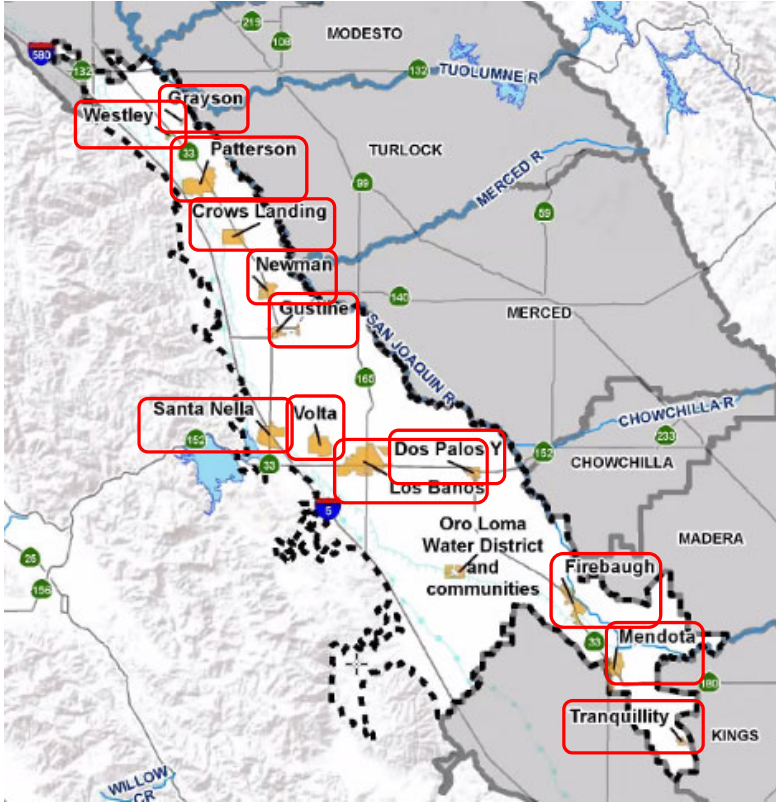 219
MODESTO
108
580
132
132
TUOLUMNE R
Grayson
Westley
33
Patterson
TURLOCK
MERCED R
99
59
Crows Landing
Newman
140
Gustine
MERCED
SAN JOAQUIN R
165
Santa Nella
Volta
CHOWCHILLA R
152
233
Dos Palos Y
152
33
CHOWCHILLA
Los Banos
5
Oro Loma
Water District
and
communities
MADERA
25
Firebaugh
156
33
Mendota
180
Tranquillity
KINGS
WILLOW
CR